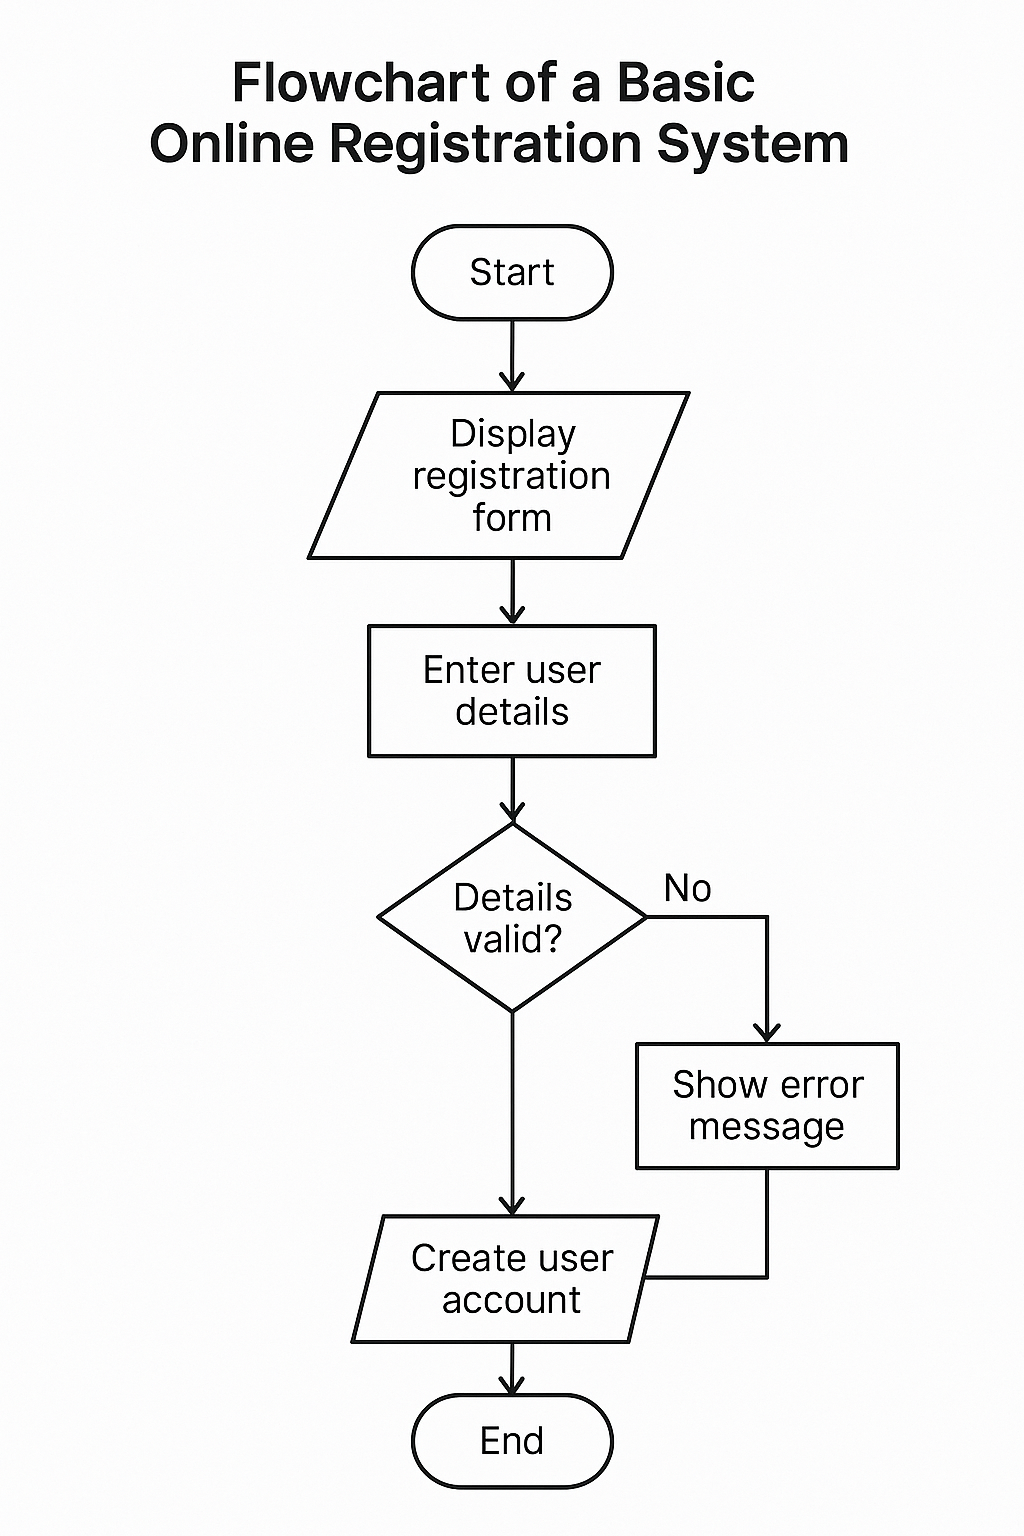 Flowchart of a Basic
Online Registration System
Start
Display
registration
form
Enter user
details
Details
valid?
No
Show error
message
Create user
account
End